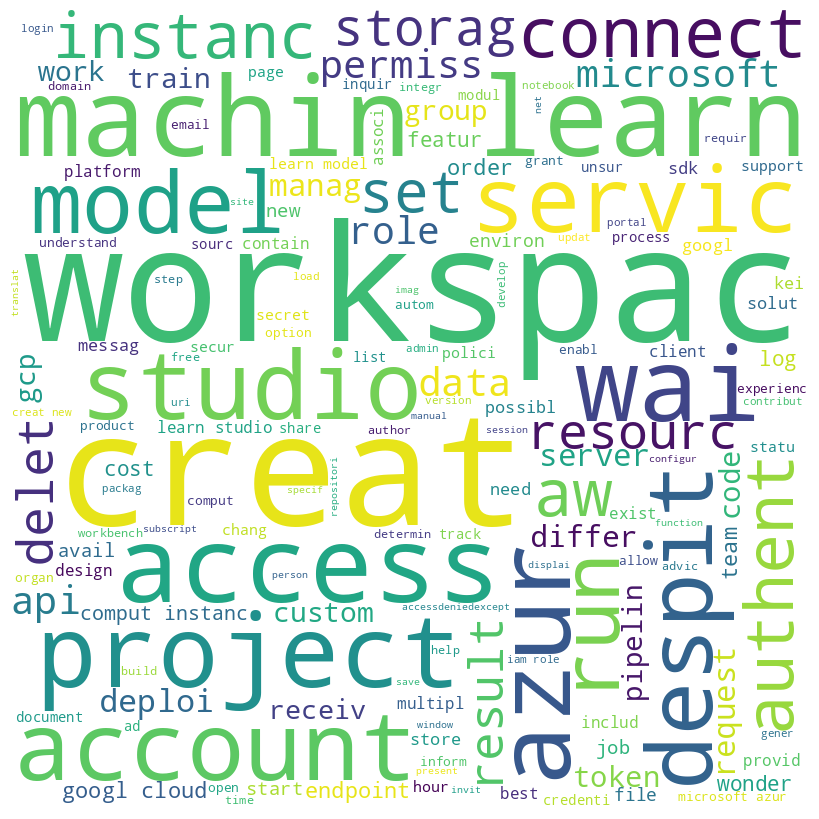 login
instanc
storag
connect
work
train
page
permiss
microsoft
domain
inquir
integr
modul
notebook
net
machin learn
email
associ
group
featur
requir
platform
learn model
manag
order
grant
unsur
sdk
support
model
new
set
servic
site
role
portal
understand
sourc
contain
environ
updat
process
googl
workspac
translat
step
load
imag
autom
develop
kei
solut
secret
option
messag
secur
free
list
admin
polici
enabl
client
log
gcp
studio
data
wai
experienc
contribut
uri
version
possibl
creat new
product
learn studio
share
author
manual
resourc
delet
creat
session
configur
cost
server
statu
packag
comput
specif
repositori
need
aw
exist
code
authent
workbench
subscript
chang
determin
track
differ
function
avail
design
access
azur
run
despit
team
organ
person
displai
allow
advic
api
comput instanc
custom
accessdeniedexcept
project
result
pipelin
request
build
help
iam role
deploi
receiv
save
multipl
document
ad
window
store
includ
gener
account
inform
present
job
provid
googl cloud
open
time
start
endpoint
hour
invit
best
token
credenti
file
wonder
microsoft azur